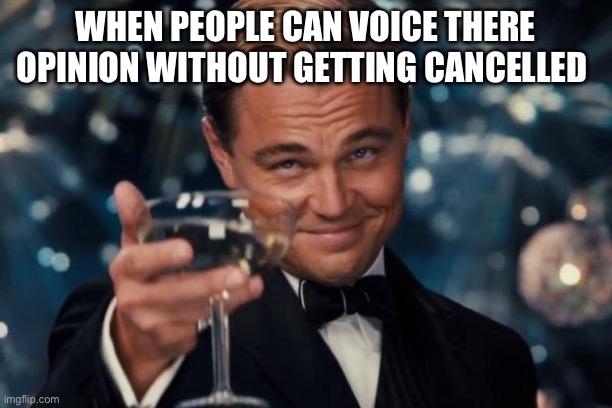 WHEN PEOPLE CAN VOICE THERE
OPINION WITHOUT GETTING CANCELLED
imgflip.com